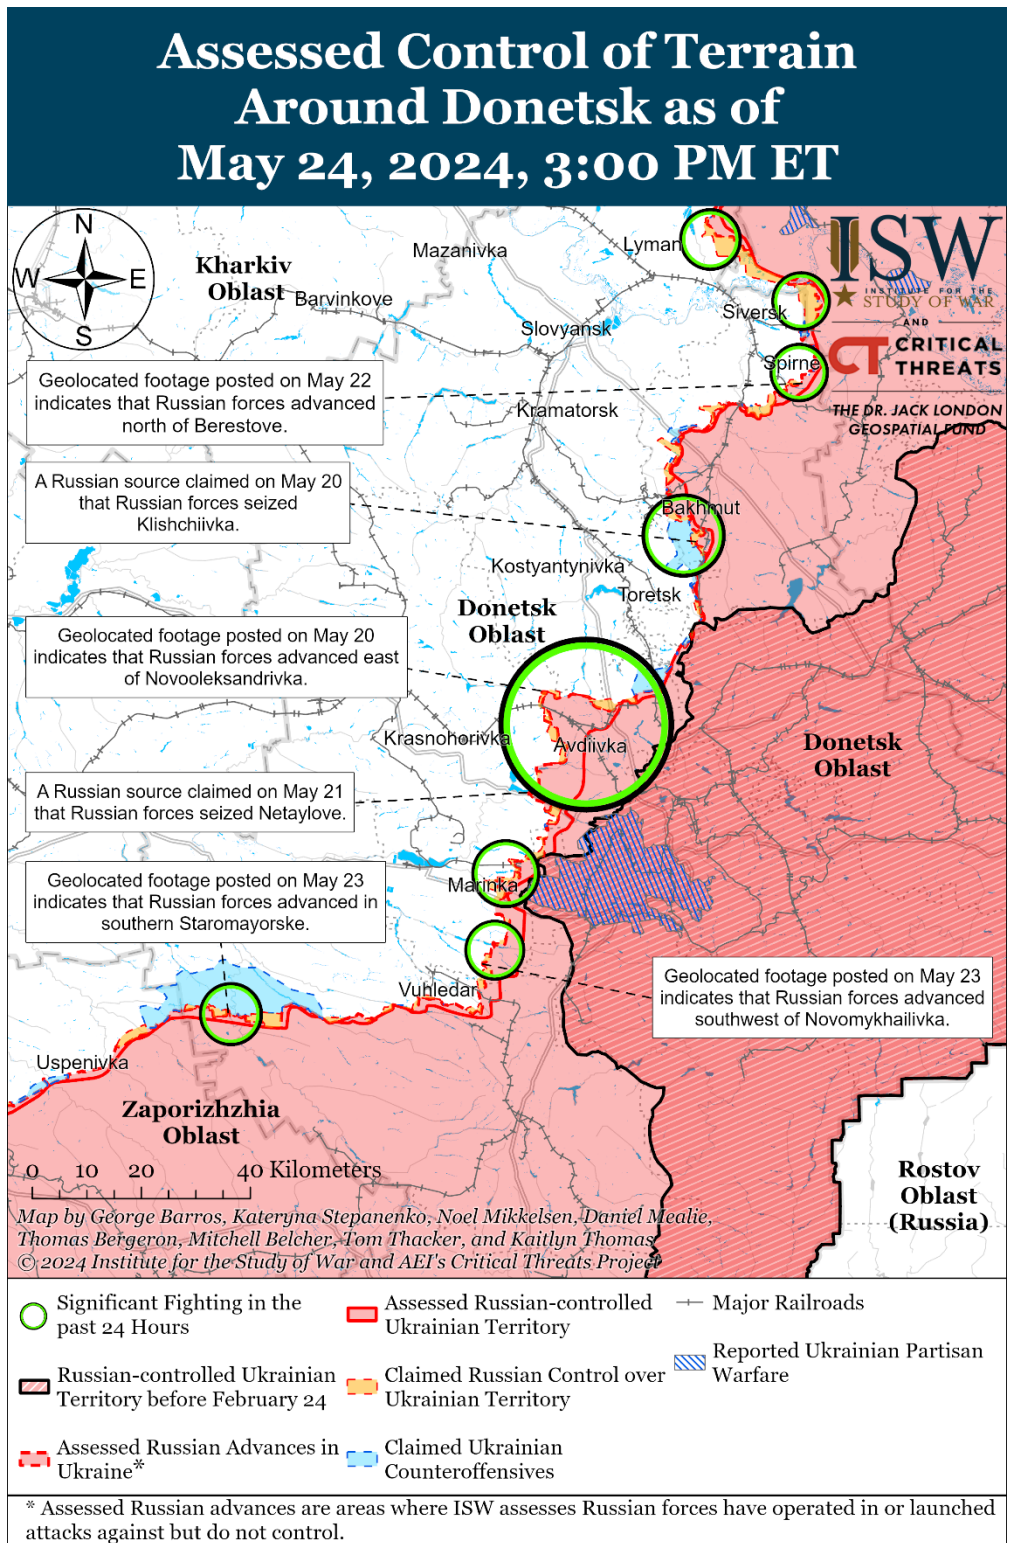 Assessed Control of Terrain
Around Donetsk as of
May 24, 2024, 3:00 PM ET
N
W
E
S
Kharkiv
Oblast
Mazanivka
Lyman
Barvinkove
Slovyansk
Siversk
ISW
INSTITUTE FOR THE
STUDY OF WAR
AND
CT CRITICAL
THREATS
THE DR. JACK LONDON
GEOSPATIAL FUND
Spirne
Geolocated footage posted on May 22
indicates that Russian forces advanced
north of Berestove.
Kramatorsk
A Russian source claimed on May 20
that Russian forces seized
Klishchiivka.
Bakhmut
Kostyantynivka
Toretsk
Donetsk
Oblast
Geolocated footage posted on May 20
indicates that Russian forces advanced east
of Novooleksandrivka.
Krasnohorivka
Avdiivka
Donetsk
Oblast
A Russian source claimed on May 21
that Russian forces seized Netaylove.
Geolocated footage posted on May 23
indicates that Russian forces advanced in
southern Staromayorske.
Marinka
Vuhledar
Geolocated footage posted on May 23
indicates that Russian forces advanced
southwest of Novomykhailivka.
Uspenivka
Zaporizhzhia
Oblast
Rostov
Oblast
(Russia)
0 10 20 40 Kilometers
Map by George Barros, Kateryna Stepanenko, Noel Mikkelsen, Daniel Mealie,
Thomas Bergeron, Mitchell Belcher, Tom Thacker, and Kaitlyn Thomas
© 2024 Institute for the Study of War and AEI's Critical Threats Project
Significant Fighting in the
past 24 Hours
Russian-controlled Ukrainian
Territory before February 24
Assessed Russian Advances in
Ukraine*
Assessed Russian-controlled
Ukrainian Territory
Claimed Russian Control over
Ukrainian Territory
Claimed Ukrainian
Counteroffensives
Major Railroads
Reported Ukrainian Partisan
Warfare
* Assessed Russian advances are areas where ISW assesses Russian forces have operated in or launched
attacks against but do not control.